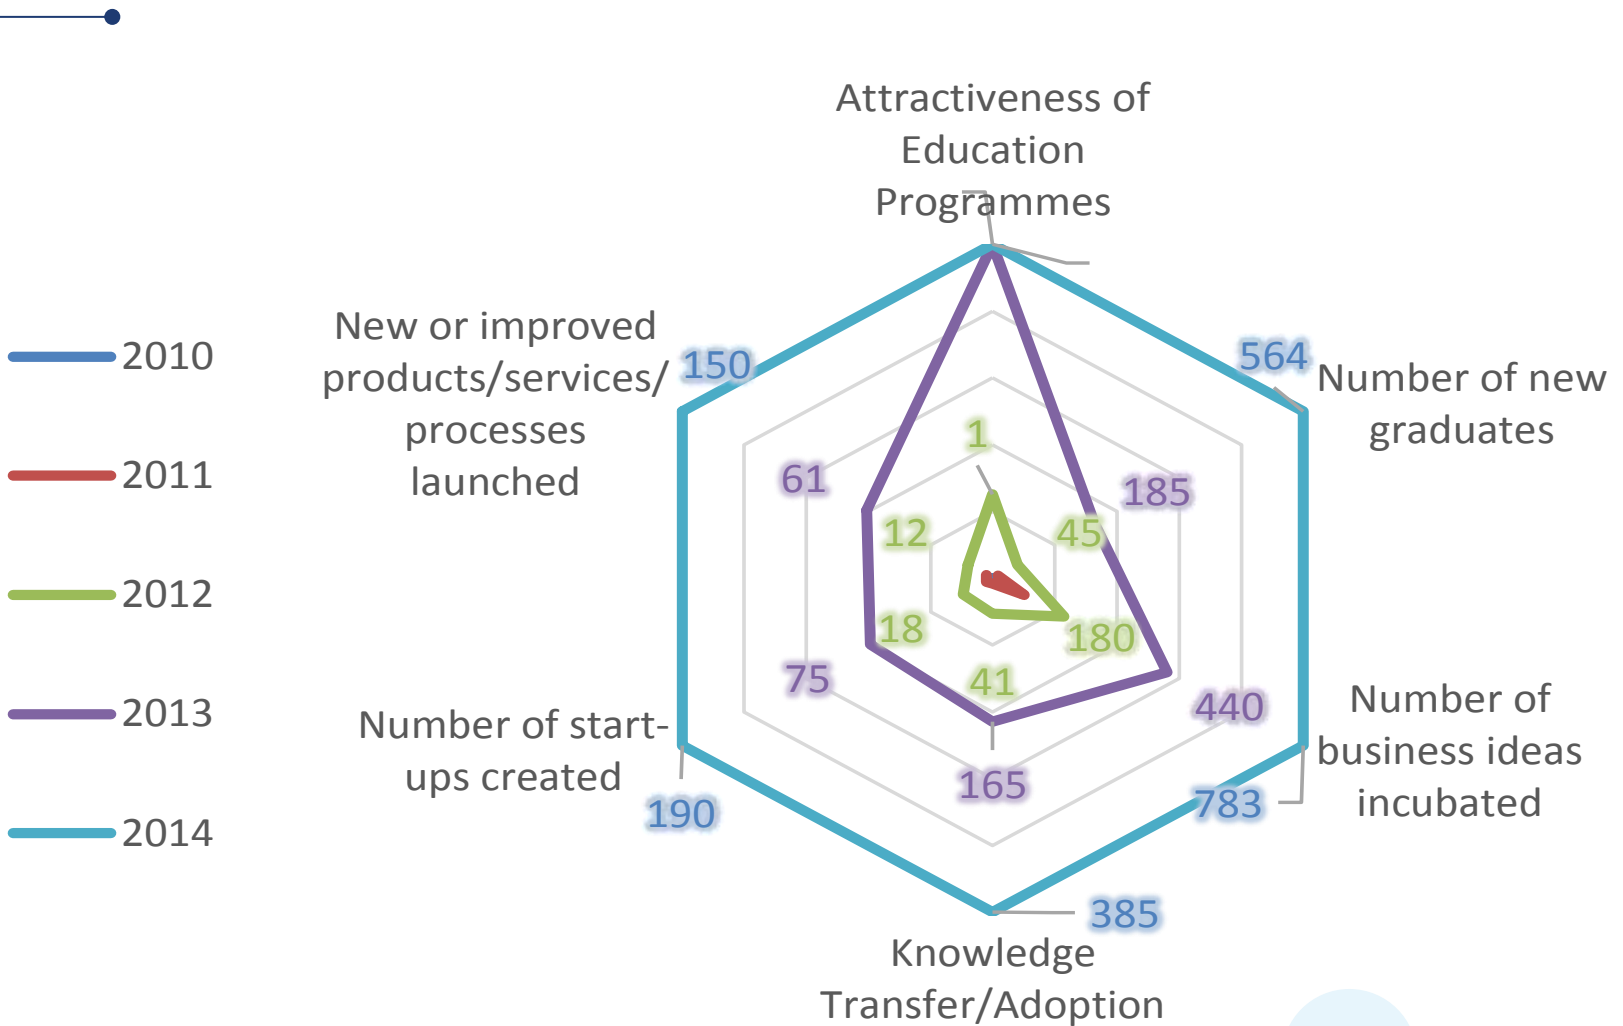 Attractiveness of
Education
Programmes
2010
2011
2012
2013
2014
New or improved
products/services/
processes
launched
150
564
Number of new
graduates
1
61
185
12
45
18
180
75
41
440
Number of start-
ups created
165
Number of
business ideas
incubated
190
783
385
Knowledge
Transfer/Adoption